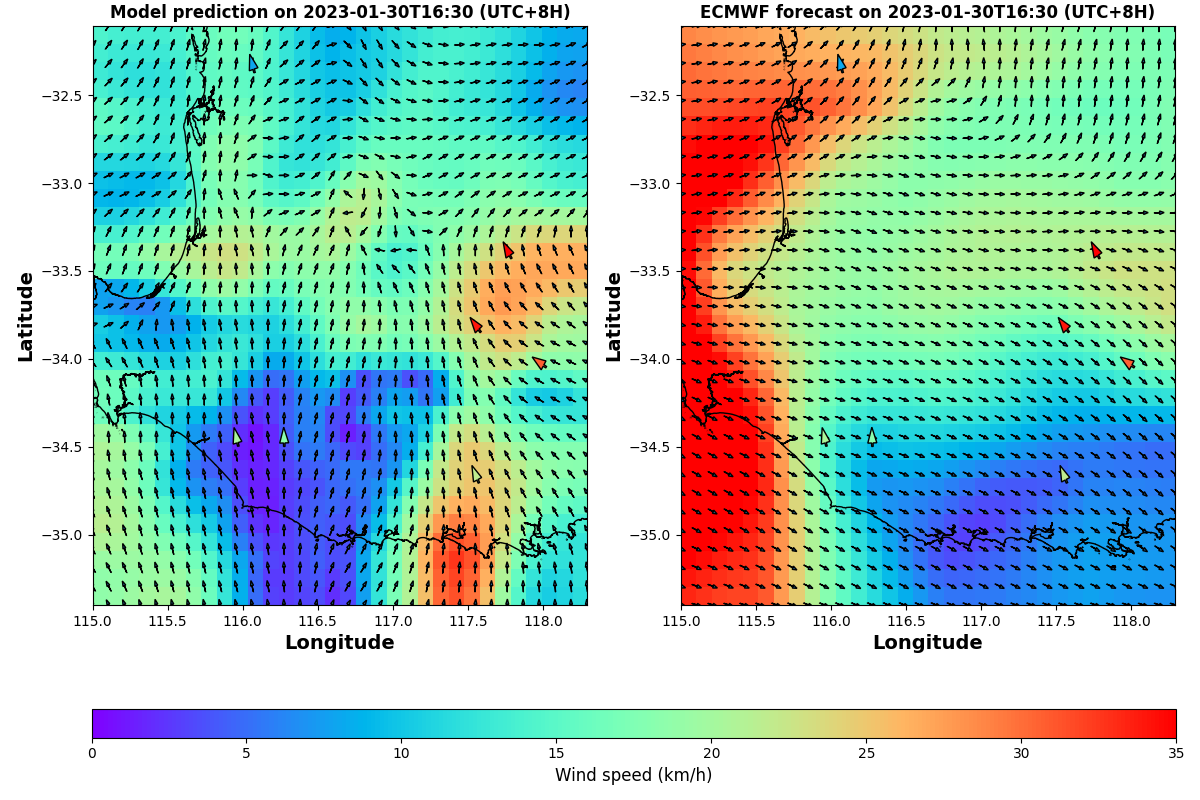 Model prediction on 2023-01-30T16:30 (UTC+8H)
ECMWF forecast on 2023-01-30T16:30 (UTC+8H)
−32.5
−33.0
−33.5
−34.0
−34.5
−35.0
Latitude
115.0 115.5 116.0 116.5 117.0 117.5 118.0
Longitude
−32.5
−33.0
−33.5
−34.0
−34.5
−35.0
Latitude
115.0 115.5 116.0 116.5 117.0 117.5 118.0
Longitude
0 5 10 15 20 25 30 35
Wind speed (km/h)